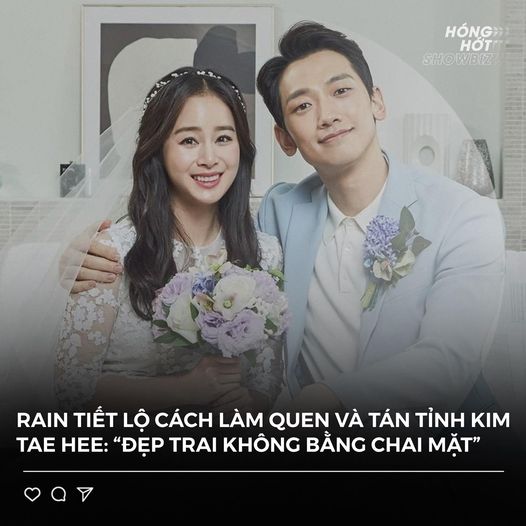 HÓNG
HỚT
SHOWBIZ
RAIN TIẾT LỘ CÁCH LÀM QUEN VÀ TÁN TỈNH KIM
TAE HEE: “ĐẸP TRAI KHÔNG BẰNG CHAI MẶT”